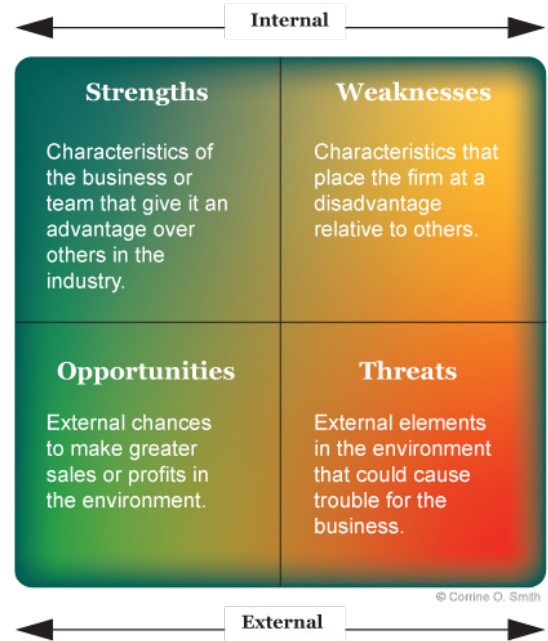 Internal
Strengths
Characteristics of
the business or
team that give it an
advantage over
others in the
industry.
Weaknesses
Characteristics that
place the firm at a
disadvantage
relative to others.
Opportunities
External chances
to make greater
sales or profits in
the environment.
Threats
External elements
in the environment
that could cause
trouble for the
business.
© Corrine O. Smith
External